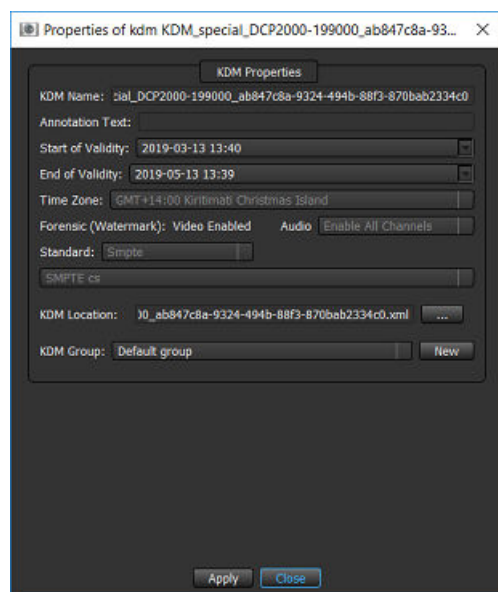 Properties of kdm KDM_special_DCP2000-199000_ab847c8a-93...
KDM Properties
KDM Name: :ial_DCP2000-199000_ab847c8a-9324-494b-88f3-870bab2334c0
Annotation Text:
Start of Validity: 2019-03-13 13:40
End of Validity: 2019-05-13 13:39
Time Zone: GMT+14:00 Kiritimati Christmas Island
Forensic (Watermark): Video Enabled Audio Enable All Channels
Standard: Smpte
SMPTE cs
KDM Location: )0_ab847c8a-9324-494b-88f3-870bab2334c0.xml ...
KDM Group: Default group New
Apply Close